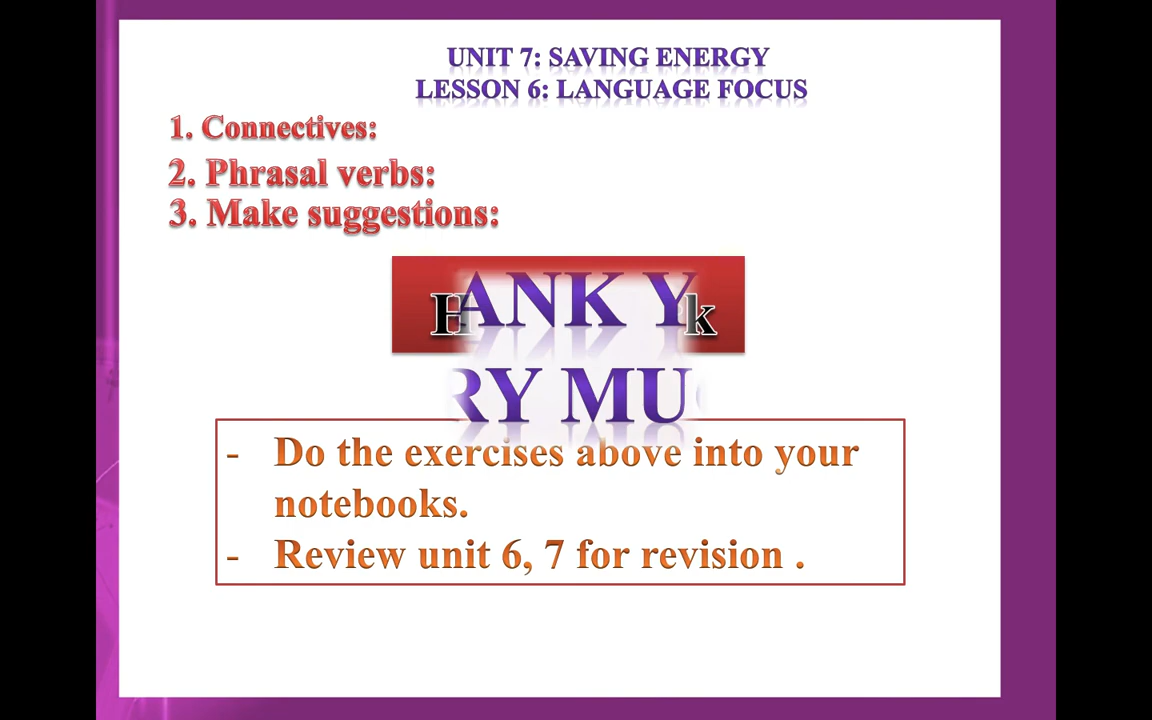 UNIT 7: SAVING ENERGY
LESSON 6: LANGUAGE FOCUS
1. Connectives:
2. Phrasal verbs:
3. Make suggestions:
ANK Y
RY MU
- Do the exercises above into your
notebooks.
- Review unit 6, 7 for revision .